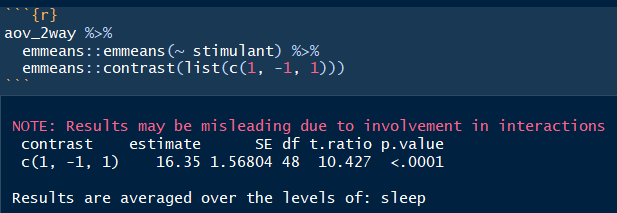 ```{r}
aov_2way %>%
  emmeans::emmeans(~ stimulant) %>%
  emmeans::contrast(list(c(1, -1, 1)))
```
NOTE: Results may be misleading due to involvement in interactions
 contrast    estimate      SE df t.ratio p.value
 c(1, -1, 1)    16.35 1.56804 48  10.427  <.0001

Results are averaged over the levels of: sleep